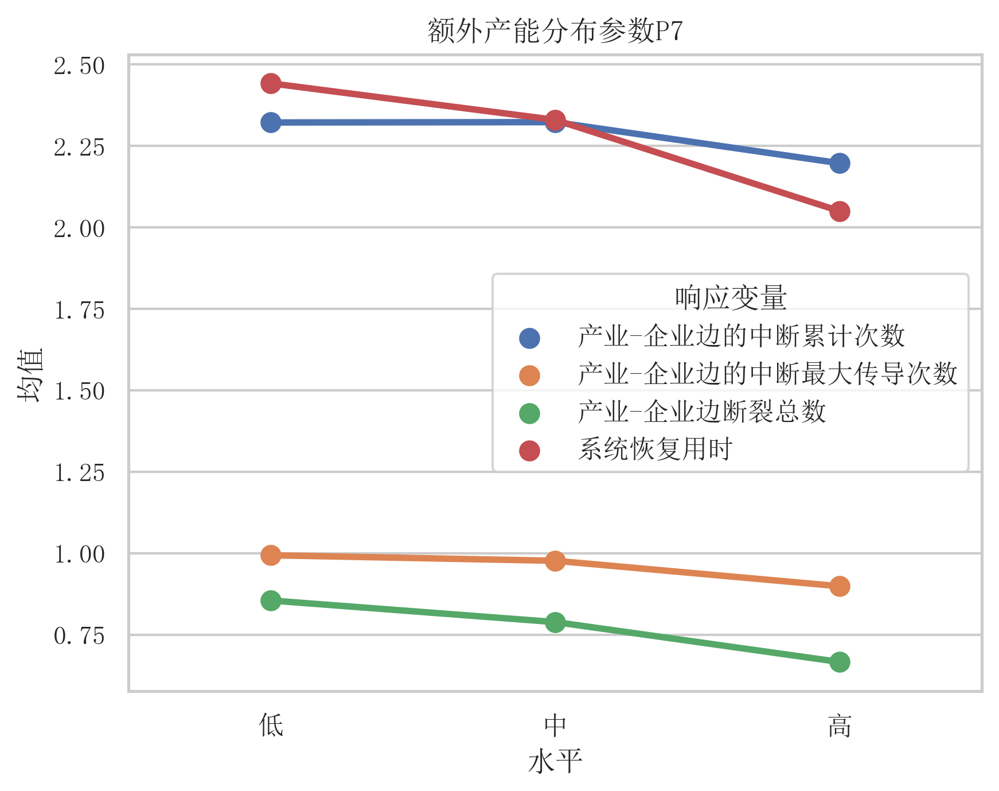 额外产能分布参数P7
2.50
2.25
2.00
1.75
1.50
1.25
1.00
0.75
均值
响应变量
产业-企业边的中断累计次数
产业-企业边的中断最大传导次数
产业-企业边断裂总数
系统恢复用时
低
中
高
水平